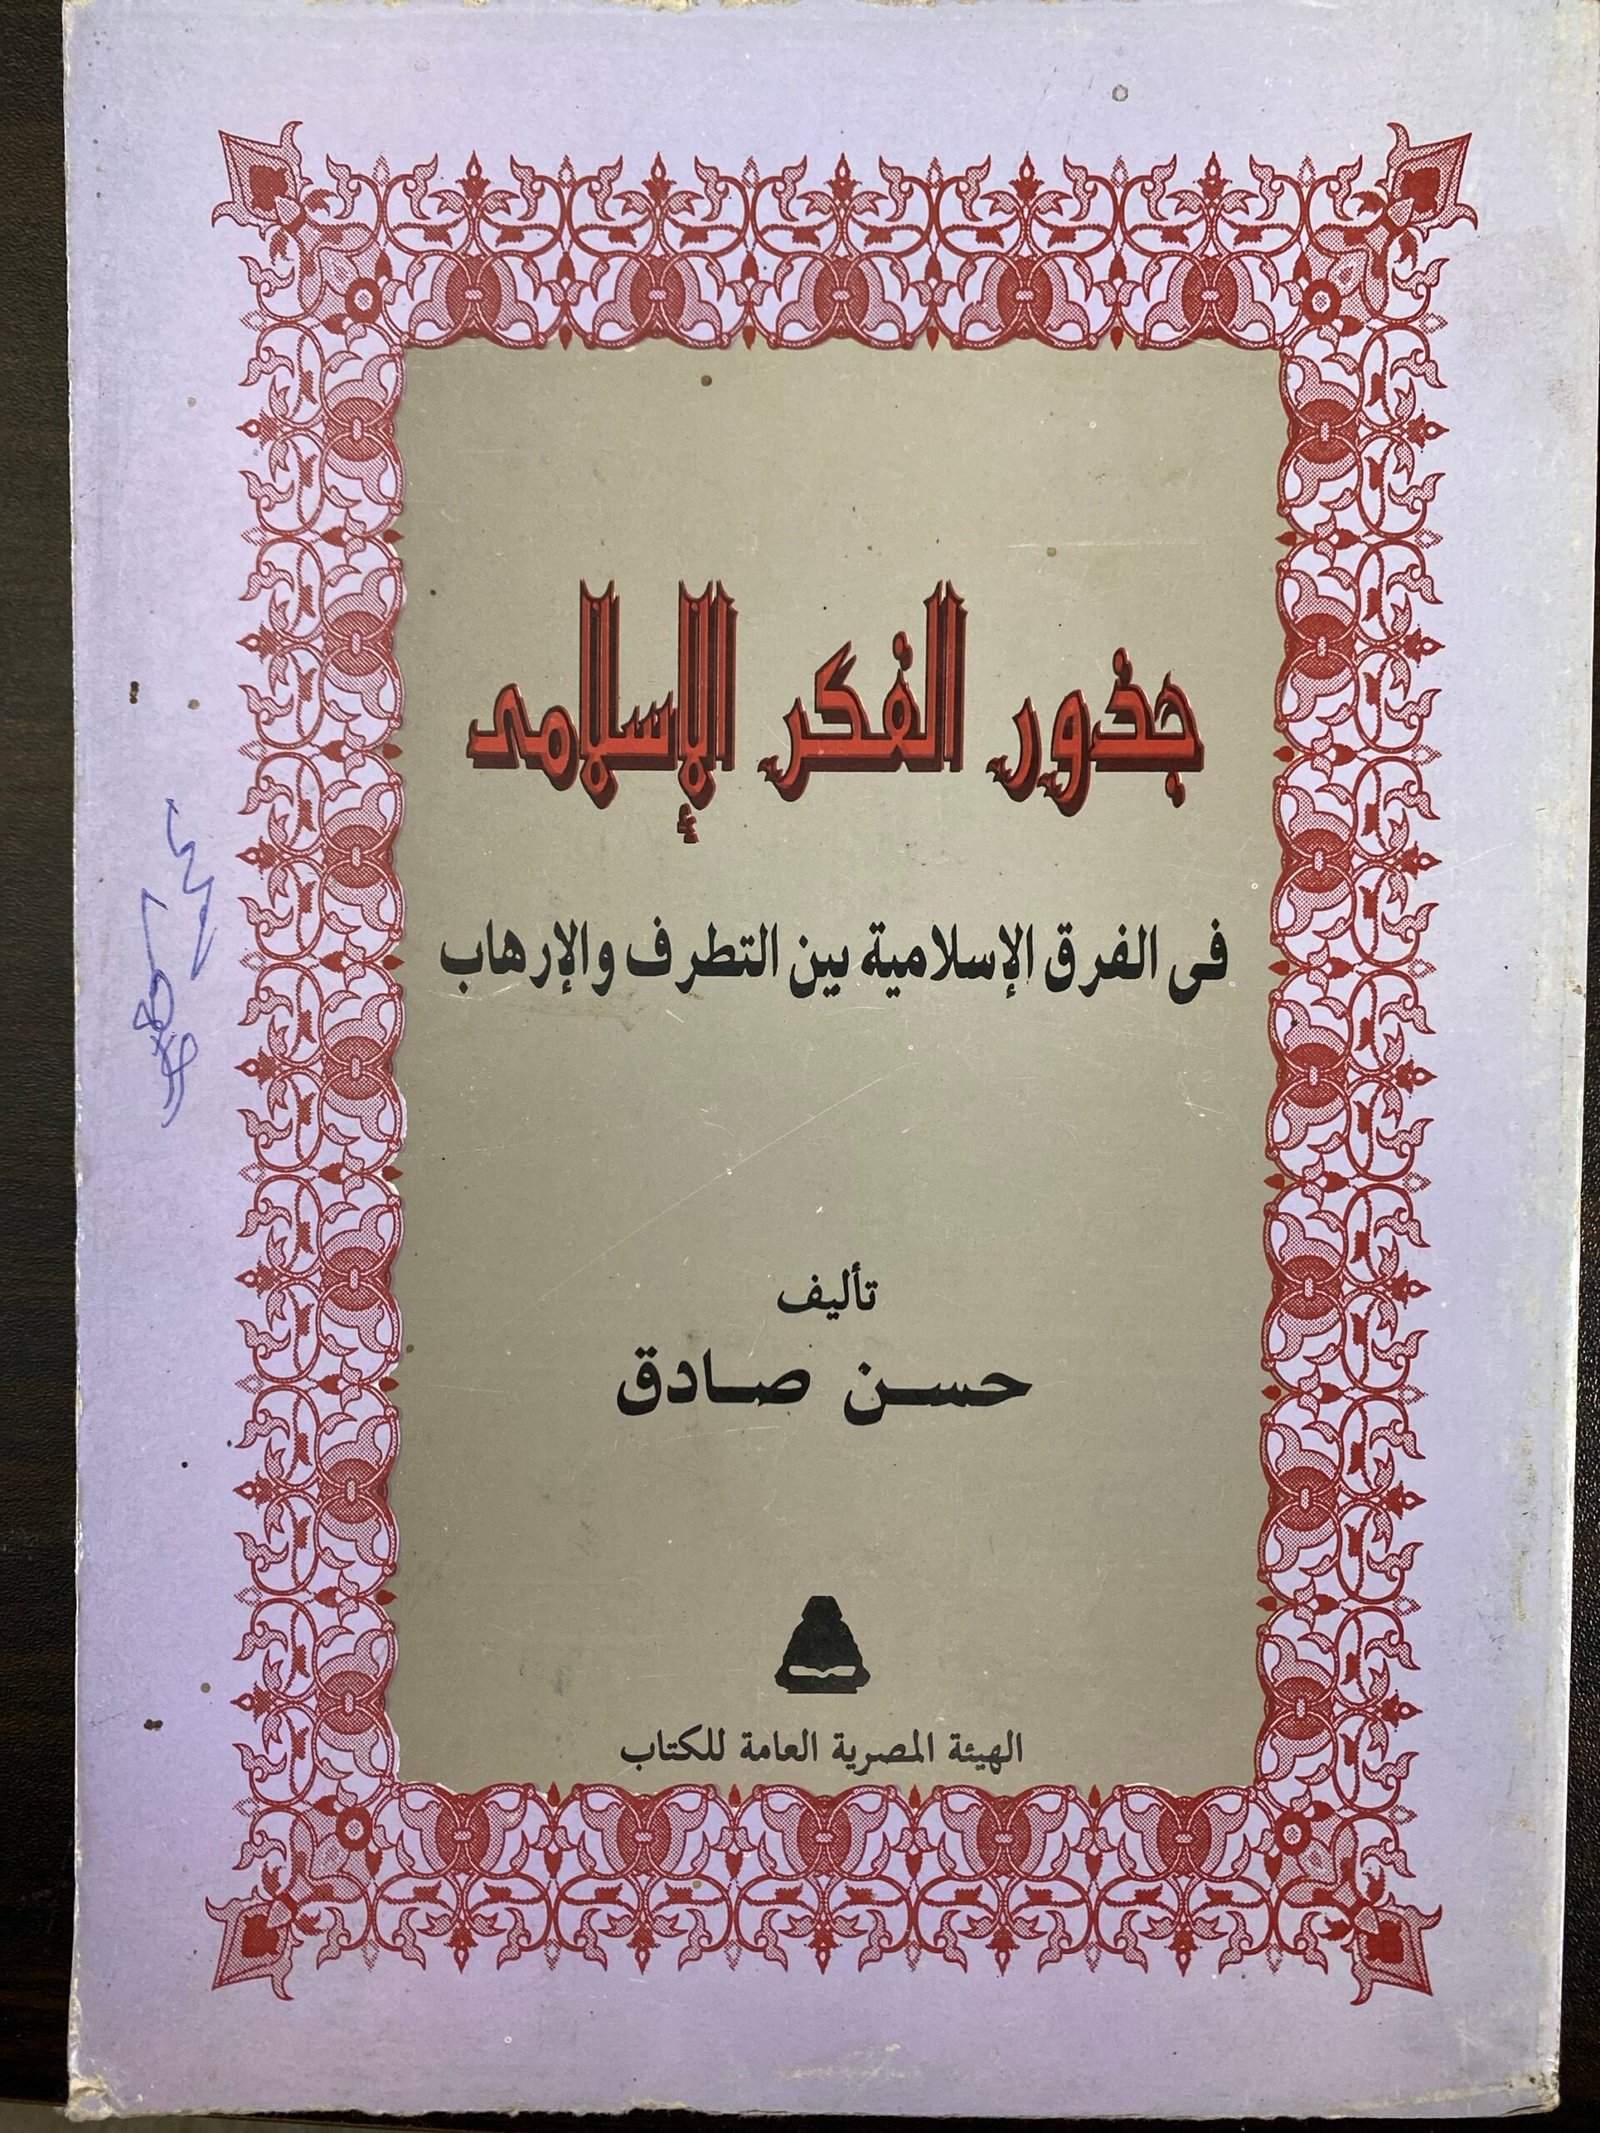 جذور الفكر الإسلامى
فى الفرق الإسلامية بين التطرف والإرهاب
تأليف
حسن صادق
الهيئة المصرية العامة للكتاب